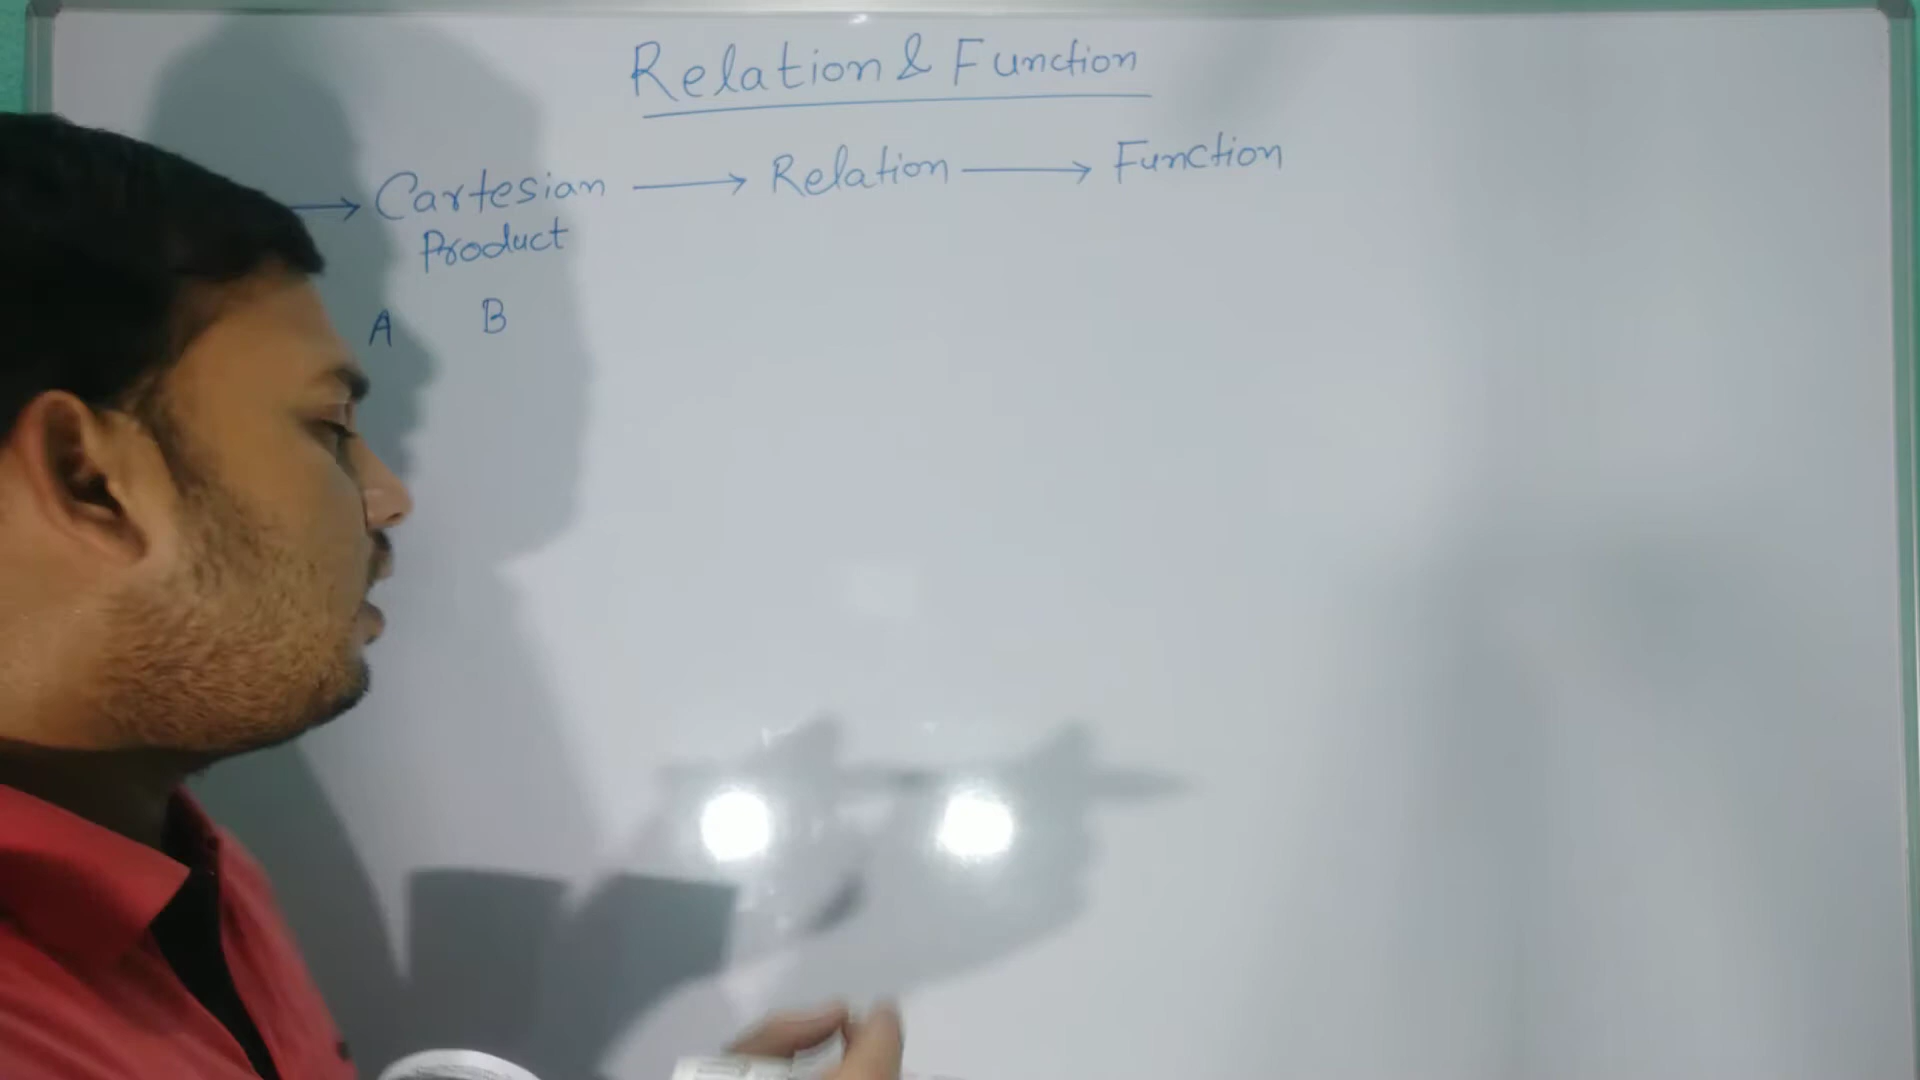 Relation & Function
→ Cartesian Product → Relation → Function
A B